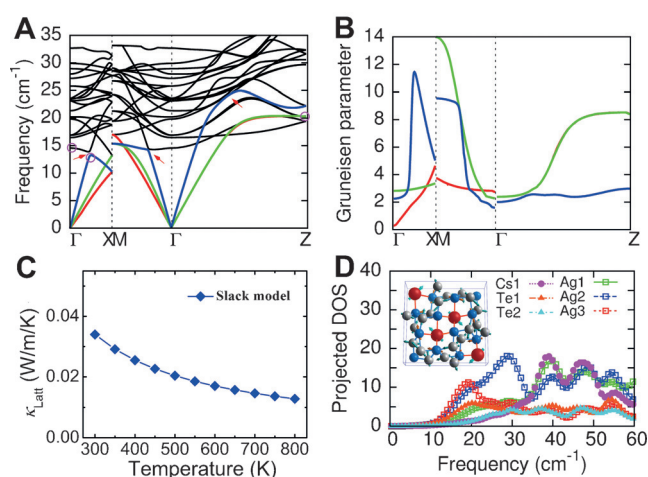 A
Frequency (cm⁻¹)
35
30
25
20
15
10
5
0
Γ XM Γ Z
B
Gruneisen parameter
14
12
10
8
6
4
2
0
Γ XM Γ Z
C
κLatt (W/m/K)
0.04
0.02
0.00
Slack model
300 400 500 600 700 800
Temperature (K)
D
Projected DOS
40
30
20
10
0
Cs1 Ag1
Te1 Ag2
Te2 Ag3
0 10 20 30 40 50 60
Frequency (cm⁻¹)